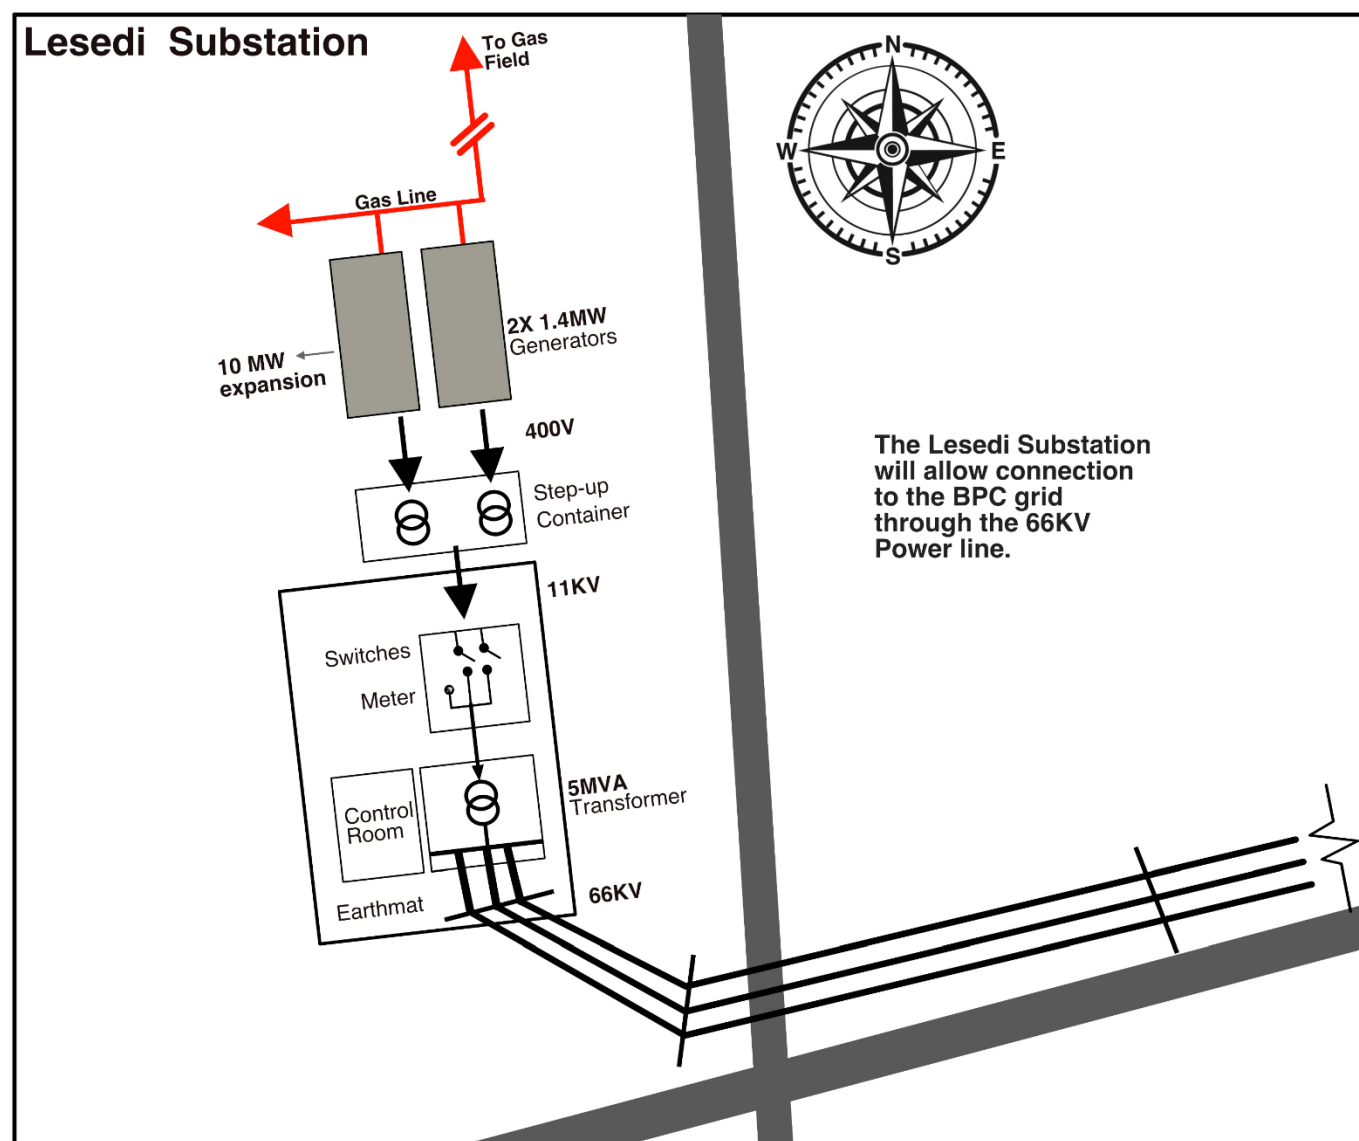 Lesedi Substation
To Gas
Field
N
W
E
S
Gas Line
2X 1.4MW
Generators
10 MW
expansion
400V
The Lesedi Substation
will allow connection
to the BPC grid
through the 66KV
Power line.
Step-up
Container
11KV
Switches
Meter
5MVA
Transformer
Control
Room
66KV
Earthmat